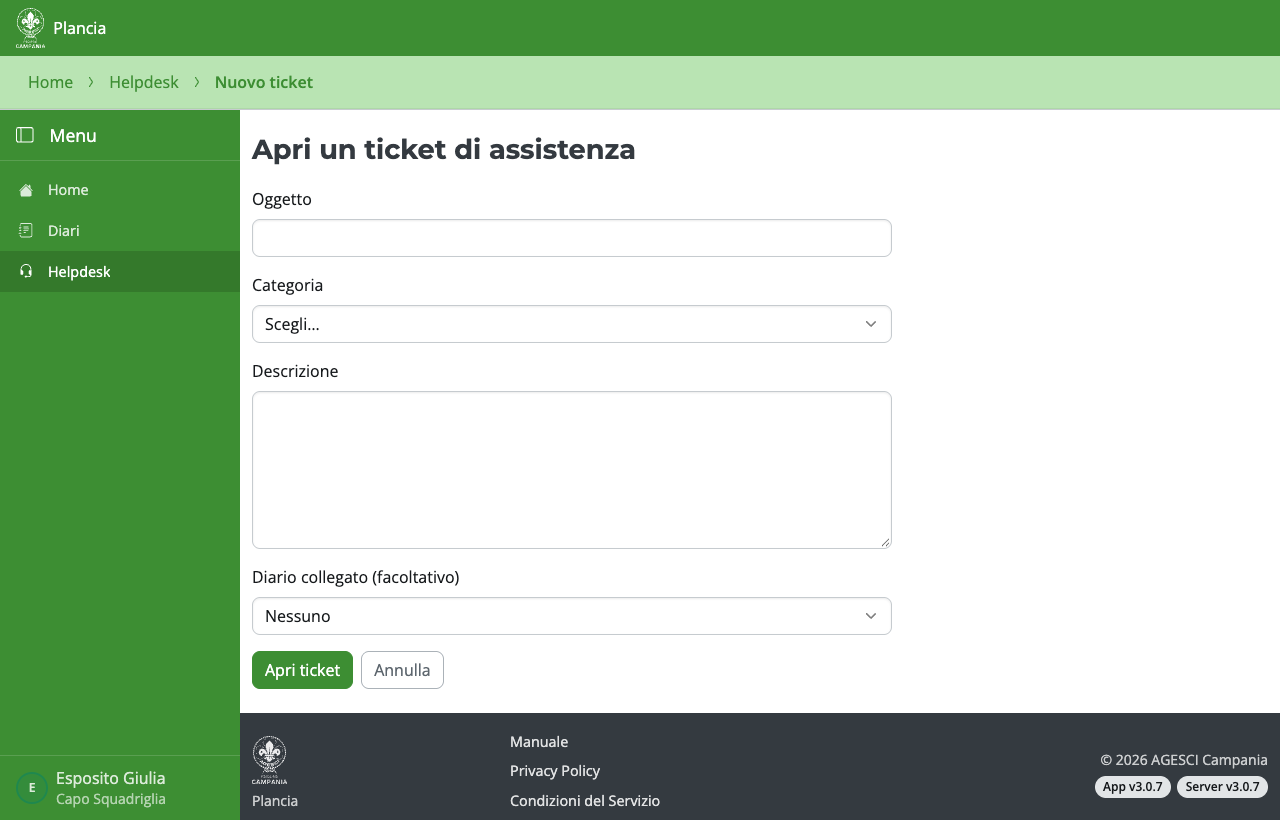 CAMPANIA
Plancia
Home
Helpdesk
Nuovo ticket
Menu
Home
Diari
Helpdesk
Apri un ticket di assistenza
Oggetto
Categoria
Scegli...
Descrizione
Diario collegato (facoltativo)
Nessuno
Apri ticket
Annulla
E
Esposito Giulia
Capo Squadriglia
CAMPANIA
Plancia
Manuale
Privacy Policy
Condizioni del Servizio
© 2026 AGESCI Campania
App v3.0.7
Server v3.0.7